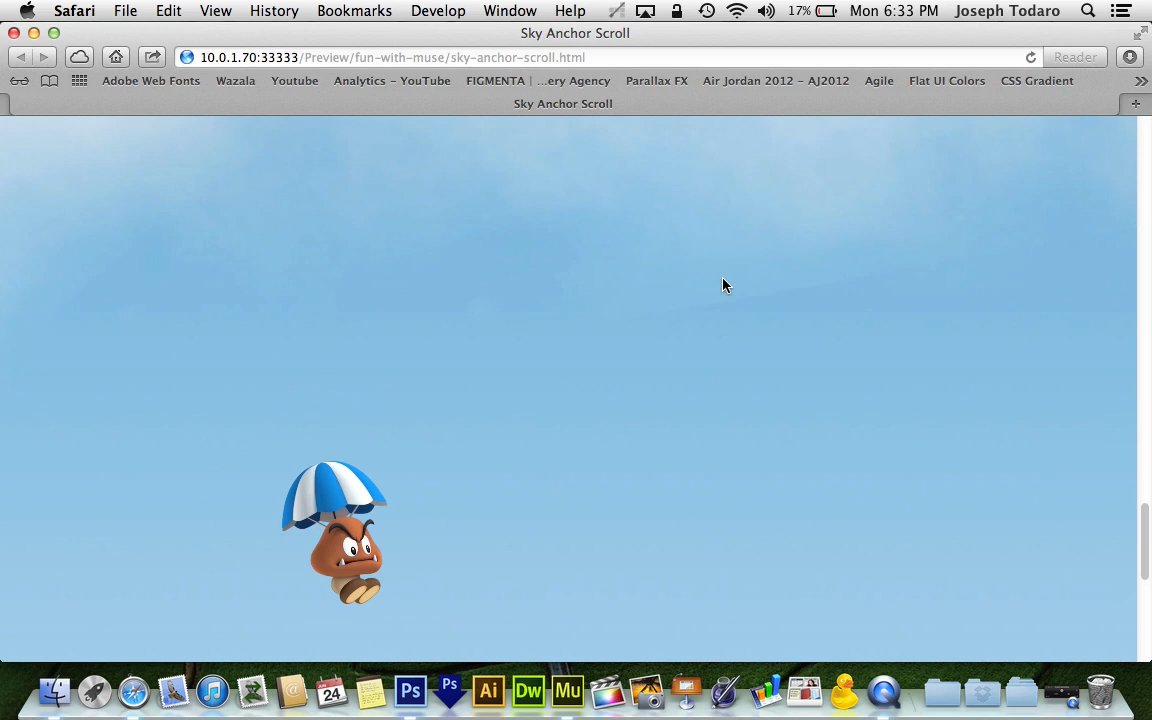 Safari File Edit View History Bookmarks Develop Window Help 17% Mon 6:33 PM Joseph Todaro
Sky Anchor Scroll
10.0.1.70:33333/Preview/fun-with-muse/sky-anchor-scroll.html Reader
Adobe Web Fonts Wazala Youtube Analytics - YouTube FIGMENTA | ...ery Agency Parallax FX Air Jordan 2012 - AJ2012 Agile Flat UI Colors CSS Gradient
Sky Anchor Scroll
24 Ps Ps Ai Dw Mu